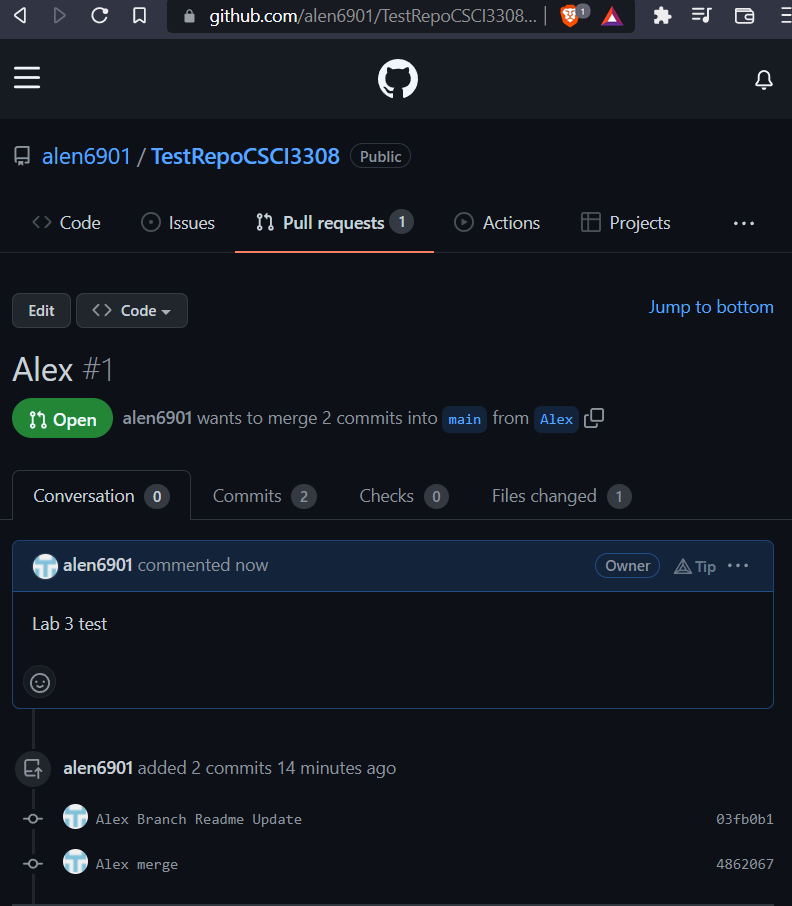 github.com/alen6901/TestRepoCSCI3308... 1
alen6901 / TestRepoCSCI3308 Public
Code Issues Pull requests 1 Actions Projects ...
Edit Code Jump to bottom
Alex #1
Open alen6901 wants to merge 2 commits into main from Alex
Conversation 0 Commits 2 Checks 0 Files changed 1
alen6901 commented now Owner Tip ...
Lab 3 test
alen6901 added 2 commits 14 minutes ago
Alex Branch Readme Update 03fb0b1
Alex merge 4862067